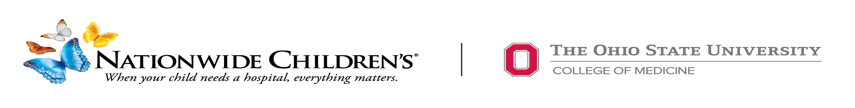 NATIONWIDE CHILDREN'S®
When your child needs a hospital, everything matters.
THE OHIO STATE UNIVERSITY
COLLEGE OF MEDICINE